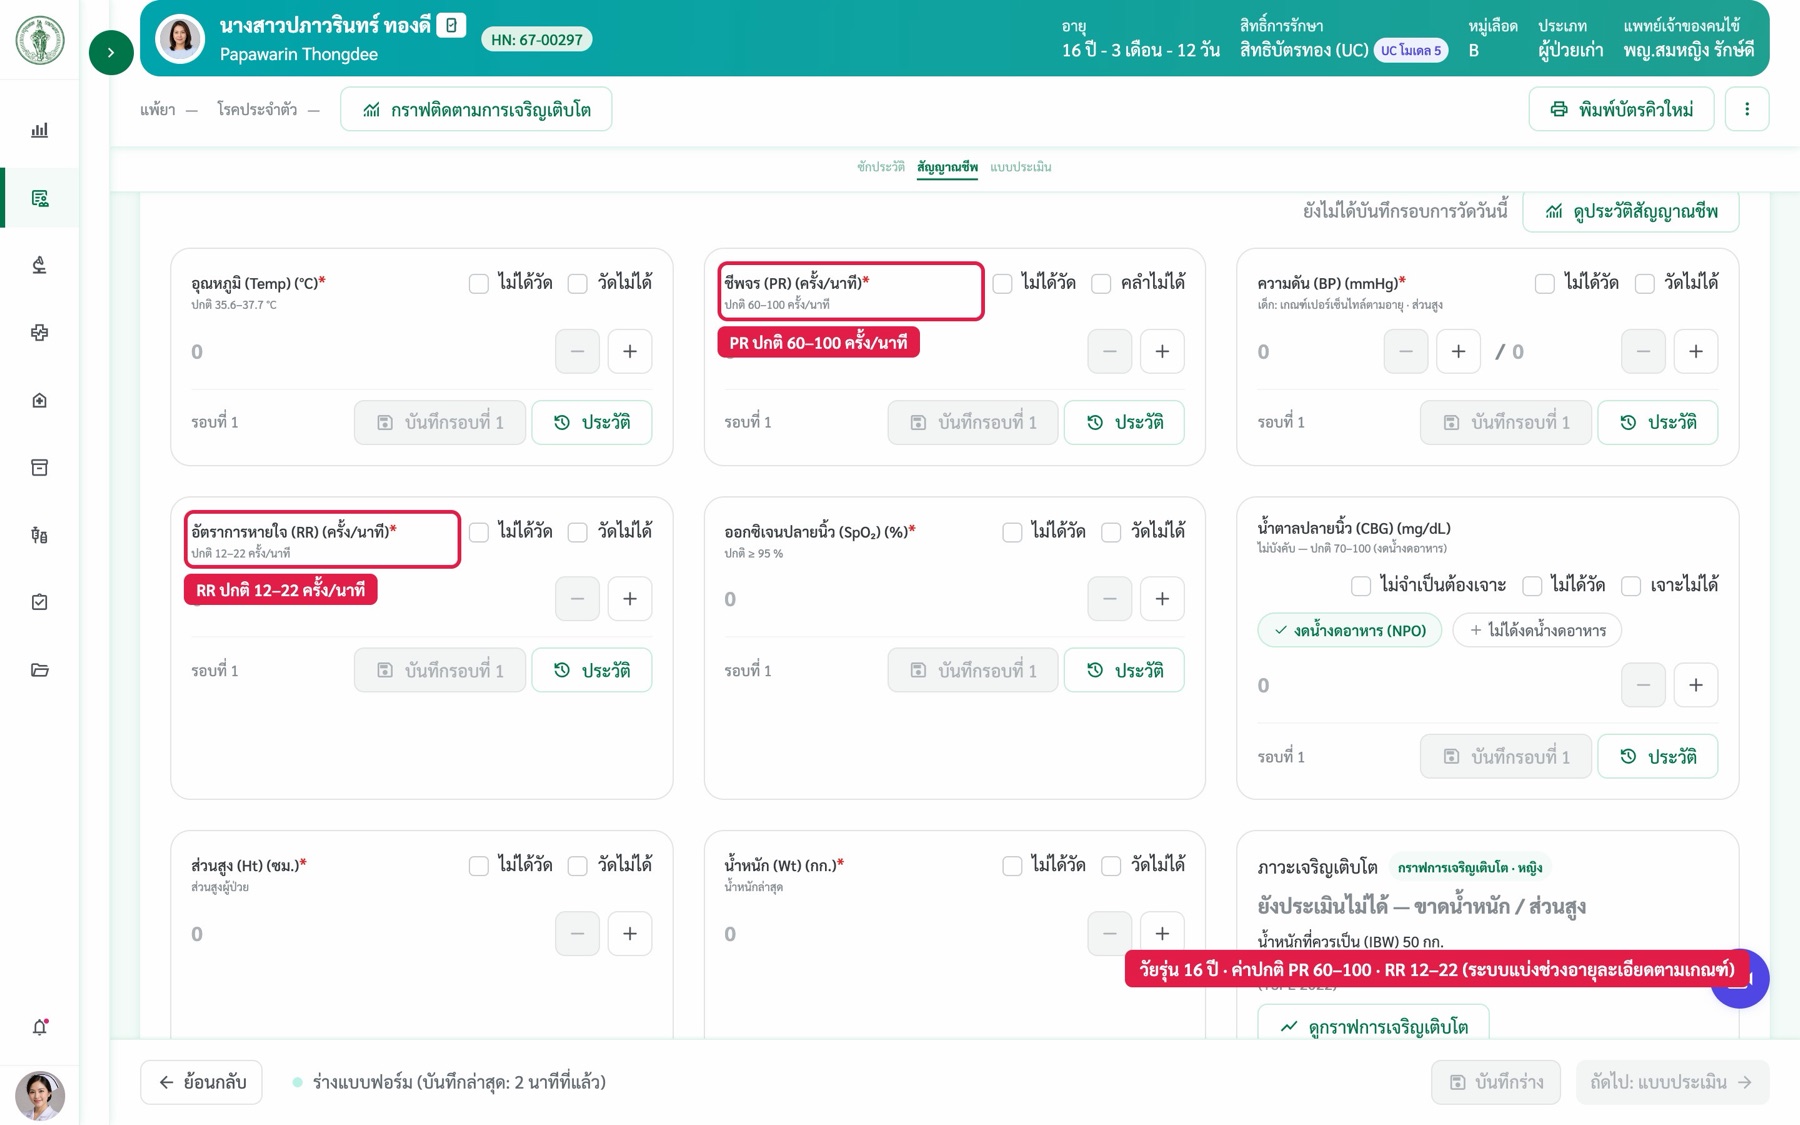 นางสาวปภาวรินทร์ ทองดี
Papawarin Thongdee
HN: 67-00297
อายุ
16 ปี - 3 เดือน - 12 วัน
สิทธิ์การรักษา
สิทธิบัตรทอง (UC) UC โมเดล 5
หมู่เลือด
B
ประเภท
ผู้ป่วยเก่า
แพทย์เจ้าของคนไข้
พญ.สมหญิง รักษ์ดี
แพ้ยา — โรคประจำตัว —
กราฟติดตามการเจริญเติบโต
พิมพ์บัตรคิวใหม่
ซักประวัติ สัญญาณชีพ แบบประเมิน
ยังไม่ได้บันทึกรอบการวัดวันนี้
ดูประวัติสัญญาณชีพ
อุณหภูมิ (Temp) (°C)*
ไม่ได้วัด วัดไม่ได้
ปกติ 35.6–37.7 °C
0
รอบที่ 1
บันทึกรอบที่ 1
ประวัติ
ชีพจร (PR) (ครั้ง/นาที)*
ไม่ได้วัด คลำไม่ได้
ปกติ 60–100 ครั้ง/นาที
PR ปกติ 60–100 ครั้ง/นาที
รอบที่ 1
บันทึกรอบที่ 1
ประวัติ
ความดัน (BP) (mmHg)*
ไม่ได้วัด วัดไม่ได้
เด็ก: เกณฑ์เปอร์เซ็นไทล์ตามอายุ · ส่วนสูง
0 / 0
รอบที่ 1
บันทึกรอบที่ 1
ประวัติ
อัตราการหายใจ (RR) (ครั้ง/นาที)*
ไม่ได้วัด วัดไม่ได้
ปกติ 12–22 ครั้ง/นาที
RR ปกติ 12–22 ครั้ง/นาที
รอบที่ 1
บันทึกรอบที่ 1
ประวัติ
ออกซิเจนปลายนิ้ว (SpO₂) (%)*
ไม่ได้วัด วัดไม่ได้
ปกติ ≥ 95 %
0
รอบที่ 1
บันทึกรอบที่ 1
ประวัติ
น้ำตาลปลายนิ้ว (CBG) (mg/dL)
ไม่บังคับ — ปกติ 70–100 (งดน้ำงดอาหาร)
ไม่จำเป็นต้องเจาะ ไม่ได้วัด เจาะไม่ได้
งดน้ำงดอาหาร (NPO)
ไม่ได้งดน้ำงดอาหาร
0
รอบที่ 1
บันทึกรอบที่ 1
ประวัติ
ส่วนสูง (Ht) (ซม.)*
ไม่ได้วัด วัดไม่ได้
ส่วนสูงผู้ป่วย
0
น้ำหนัก (Wt) (กก.)*
ไม่ได้วัด วัดไม่ได้
น้ำหนักล่าสุด
0
ภาวะเจริญเติบโต กราฟการเจริญเติบโต · หญิง
ยังประเมินไม่ได้ — ขาดน้ำหนัก / ส่วนสูง
น้ำหนักที่ควรเป็น (IBW) 50 กก.
วัยรุ่น 16 ปี · ค่าปกติ PR 60–100 · RR 12–22 (ระบบแบ่งช่วงอายุละเอียดตามเกณฑ์)
ดูกราฟการเจริญเติบโต
ย้อนกลับ
ร่างแบบฟอร์ม (บันทึกล่าสุด: 2 นาทีที่แล้ว)
บันทึกร่าง
ถัดไป: แบบประเมิน